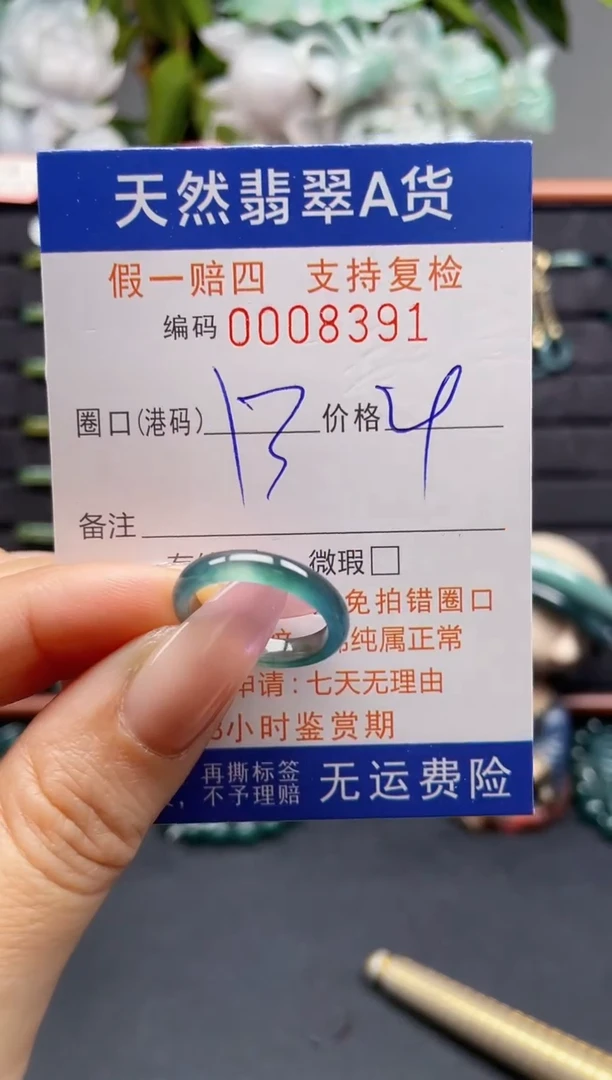 天然翡翠A货
假一赔四 支持复检
编码 0008391
圈口(港码) 13 价格 4
备注
微瑕□
免拍错圈口
纯属正常
申请:七天无理由
小时鉴赏期
再撕标签
不予理赔 无运费险